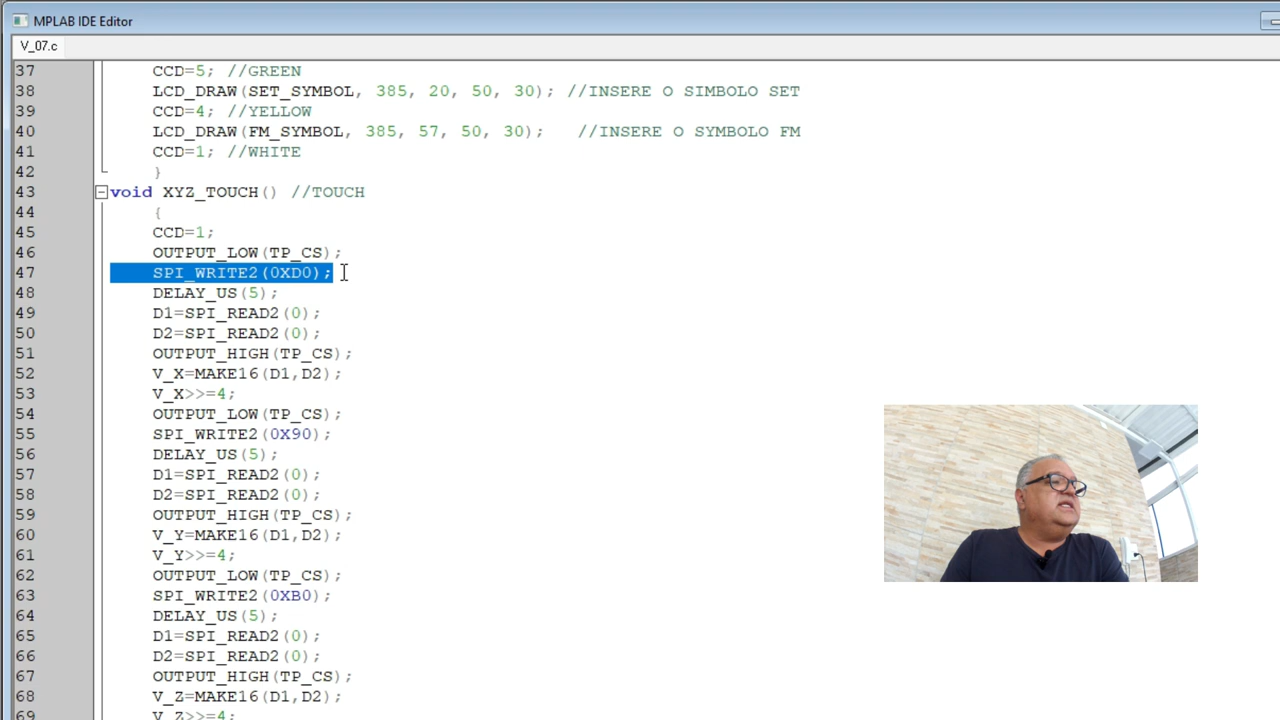 MPLAB IDE Editor
V_07.c
37 CCD=5; //GREEN
38 LCD_DRAW(SET_SYMBOL, 385, 20, 50, 30); //INSERE O SIMBOLO SET
39 CCD=4; //YELLOW
40 LCD_DRAW(FM_SYMBOL, 385, 57, 50, 30); //INSERE O SYMBOLO FM
41 CCD=1; //WHITE
42 }
43 void XYZ_TOUCH() //TOUCH
44 {
45 CCD=1;
46 OUTPUT_LOW(TP_CS);
47 SPI_WRITE2(0XD0);
48 DELAY_US(5);
49 D1=SPI_READ2(0);
50 D2=SPI_READ2(0);
51 OUTPUT_HIGH(TP_CS);
52 V_X=MAKE16(D1,D2);
53 V_X>>=4;
54 OUTPUT_LOW(TP_CS);
55 SPI_WRITE2(0X90);
56 DELAY_US(5);
57 D1=SPI_READ2(0);
58 D2=SPI_READ2(0);
59 OUTPUT_HIGH(TP_CS);
60 V_Y=MAKE16(D1,D2);
61 V_Y>>=4;
62 OUTPUT_LOW(TP_CS);
63 SPI_WRITE2(0XB0);
64 DELAY_US(5);
65 D1=SPI_READ2(0);
66 D2=SPI_READ2(0);
67 OUTPUT_HIGH(TP_CS);
68 V_Z=MAKE16(D1,D2);
69 V_Z>>=4;